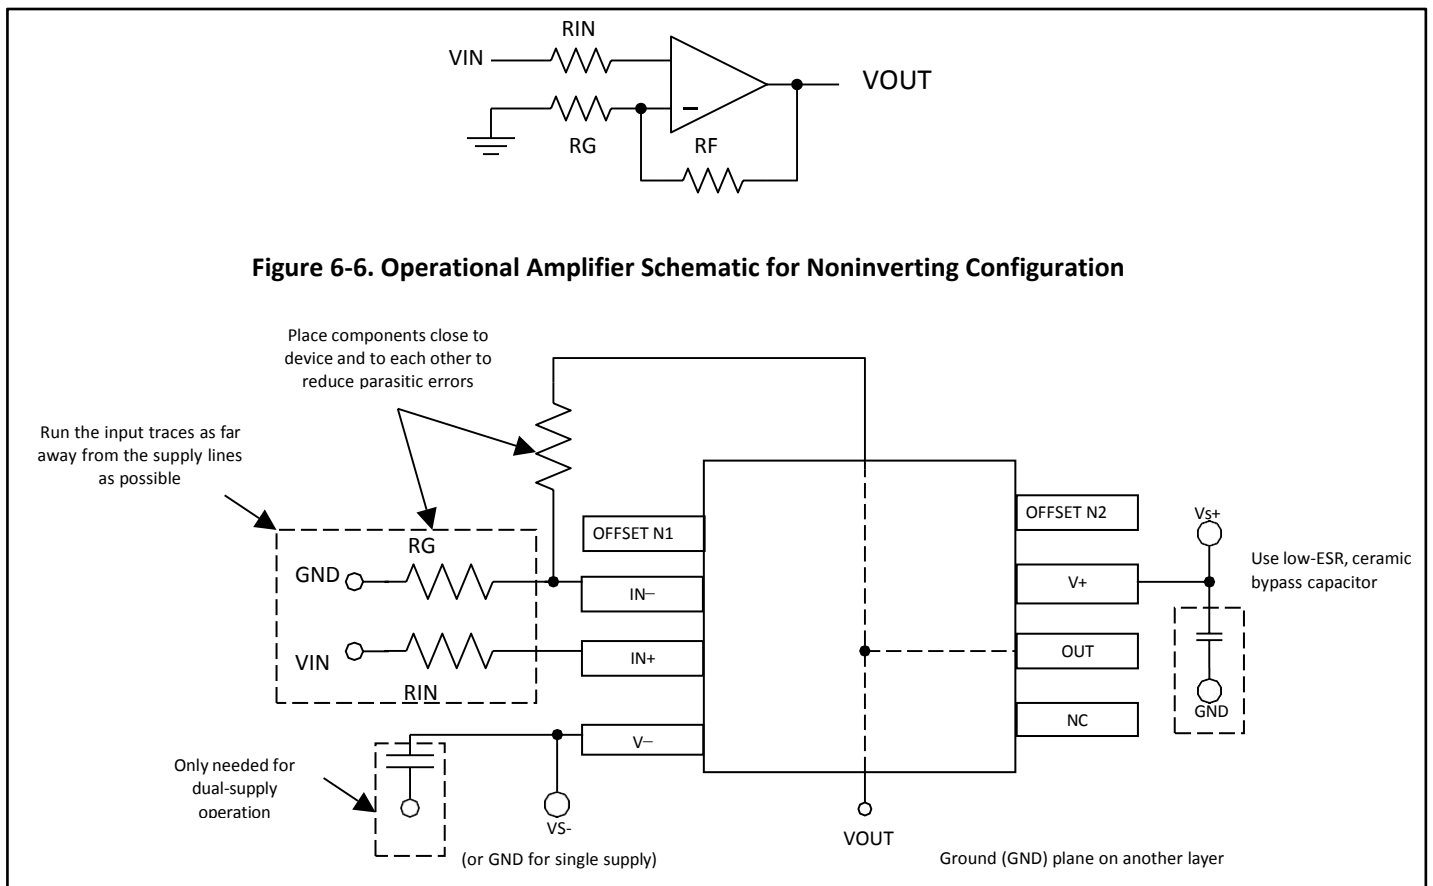 RIN
VIN
VOUT
RG
RF
Figure 6-6. Operational Amplifier Schematic for Noninverting Configuration
Place components close to
device and to each other to
reduce parasitic errors
Run the input traces as far
away from the supply lines
as possible
OFFSET N1
OFFSET N2
Vs+
Use low-ESR, ceramic
bypass capacitor
RG
GND
IN−
V+
VIN
IN+
OUT
RIN
GND
NC
V−
Only needed for
dual-supply
operation
VS-
(or GND for single supply)
VOUT
Ground (GND) plane on another layer